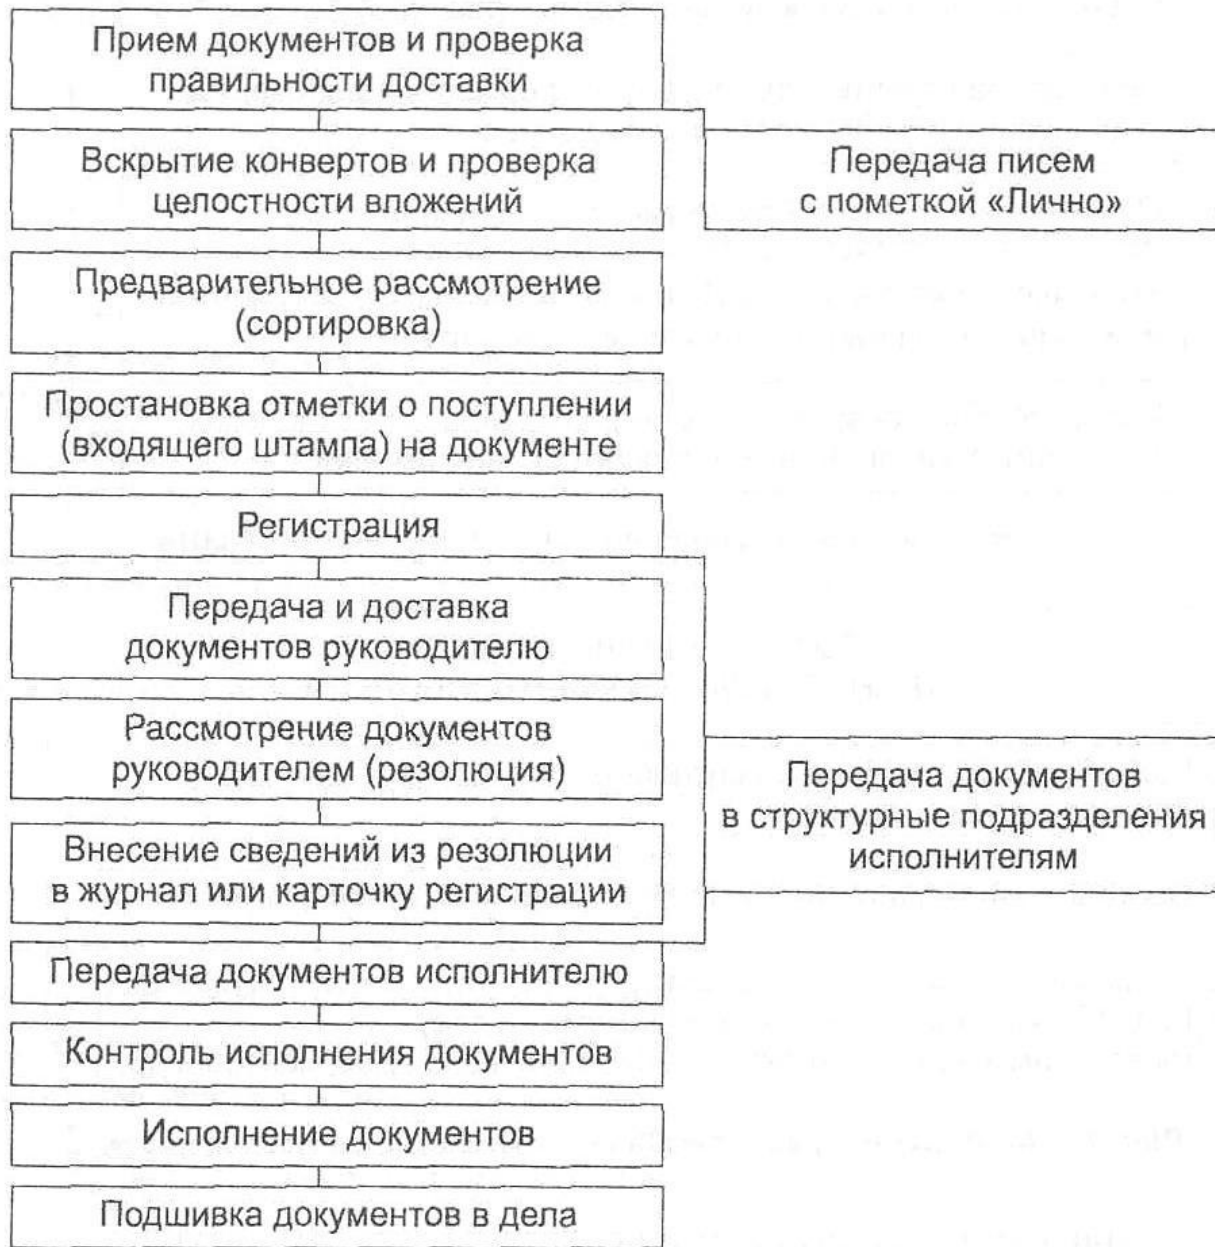 Прием документов и проверка
правильности доставки
Вскрытие конвертов и проверка
целостности вложений
Передача писем
с пометкой «Лично»
Предварительное рассмотрение
(сортировка)
Простановка отметки о поступлении
(входящего штампа) на документе
Регистрация
Передача и доставка
документов руководителю
Рассмотрение документов
руководителем (резолюция)
Передача документов
в структурные подразделения
исполнителям
Внесение сведений из резолюции
в журнал или карточку регистрации
Передача документов исполнителю
Контроль исполнения документов
Исполнение документов
Подшивка документов в дела